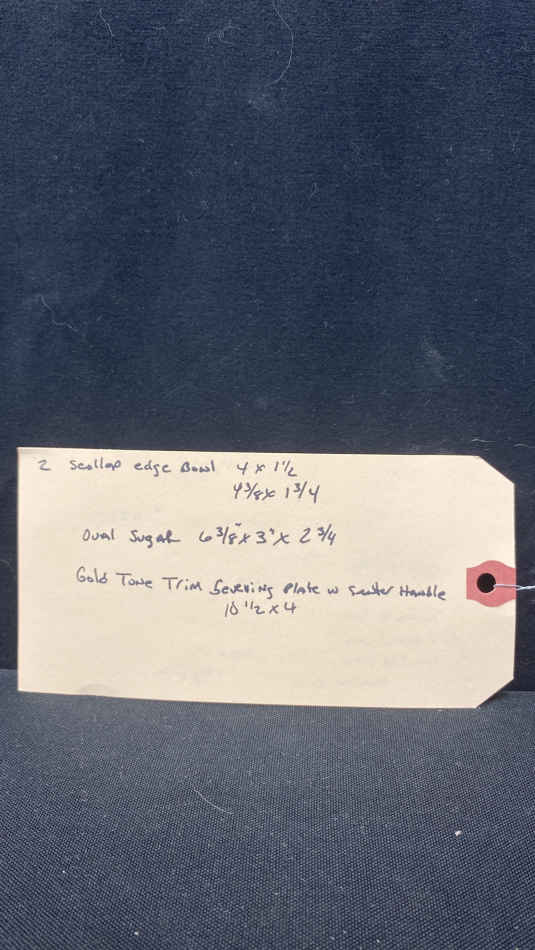 2 Scallop edge Bowl 4 x 1 1/2
4 3/8 x 1 3/4
Oval Sugar 6 3/8" x 3" x 2 3/4
Gold Tone Trim Severing Plate w Senter Handle
10 1/2 x 4